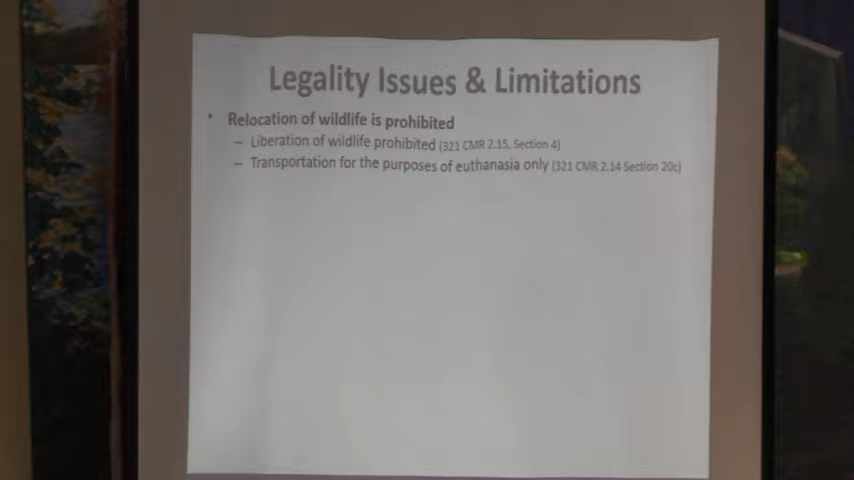 Legality Issues & Limitations
• Relocation of wildlife is prohibited
– Liberation of wildlife prohibited (321 CMR 2.15, Section 4)
– Transportation for the purposes of euthanasia only (321 CMR 2.14 Section 20c)